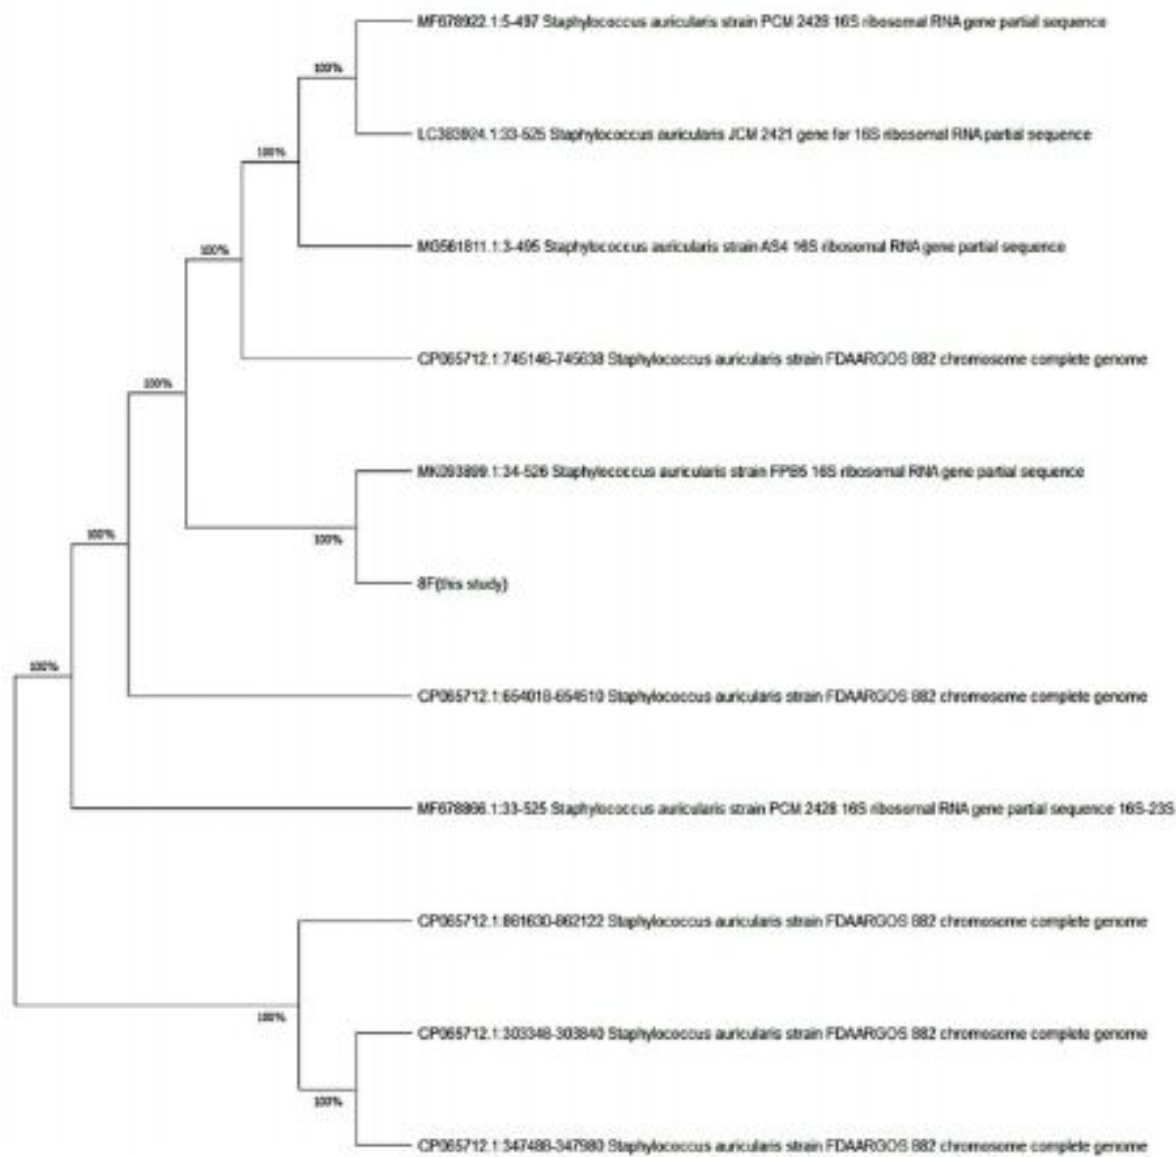 MF678922.1:5-497 Staphylococcus auricularis strain PCM 2428 16S ribosomal RNA gene partial sequence
100%
LC383924.1:33-525 Staphylococcus auricularis JCM 2421 gene for 16S ribosomal RNA partial sequence
100%
MG561811.1:3-495 Staphylococcus auricularis strain AS4 16S ribosomal RNA gene partial sequence
100%
CP065712.1:745146-745638 Staphylococcus auricularis strain FDAARGOS 882 chromosome complete genome
100%
MK093899.1:34-526 Staphylococcus auricularis strain FPB5 16S ribosomal RNA gene partial sequence
100%
100%
8F(this study)
100%
CP065712.1:654018-654510 Staphylococcus auricularis strain FDAARGOS 882 chromosome complete genome
MF678866.1:33-525 Staphylococcus auricularis strain PCM 2428 16S ribosomal RNA gene partial sequence 16S-23S
CP065712.1:861630-862122 Staphylococcus auricularis strain FDAARGOS 882 chromosome complete genome
100%
CP065712.1:303348-303840 Staphylococcus auricularis strain FDAARGOS 882 chromosome complete genome
100%
CP065712.1:347488-347980 Staphylococcus auricularis strain FDAARGOS 882 chromosome complete genome